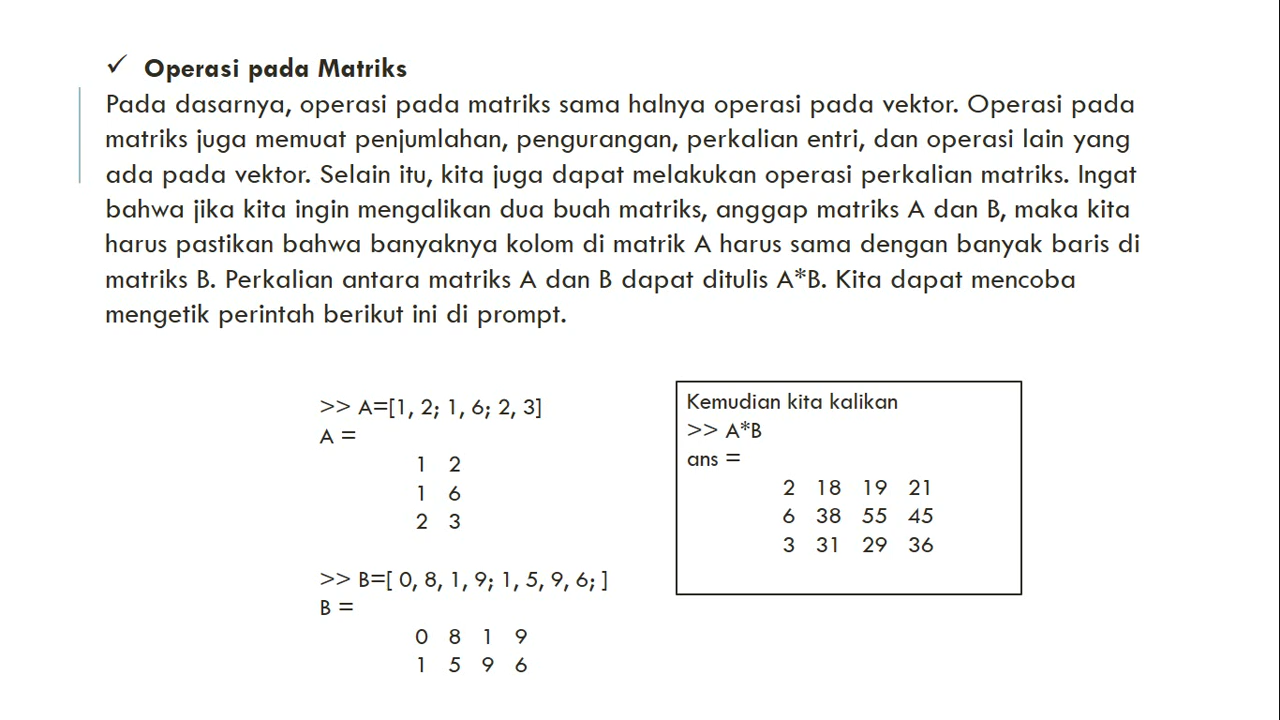 ✓ Operasi pada Matriks
Pada dasarnya, operasi pada matriks sama halnya operasi pada vektor. Operasi pada
matriks juga memuat penjumlahan, pengurangan, perkalian entri, dan operasi lain yang
ada pada vektor. Selain itu, kita juga dapat melakukan operasi perkalian matriks. Ingat
bahwa jika kita ingin mengalikan dua buah matriks, anggap matriks A dan B, maka kita
harus pastikan bahwa banyaknya kolom di matrik A harus sama dengan banyak baris di
matriks B. Perkalian antara matriks A dan B dapat ditulis A*B. Kita dapat mencoba
mengetik perintah berikut ini di prompt.
>> A=[1, 2; 1, 6; 2, 3]
A =
1 2
1 6
2 3
>> B=[ 0, 8, 1, 9; 1, 5, 9, 6; ]
B =
0 8 1 9
1 5 9 6
Kemudian kita kalikan
>> A*B
ans =
2 18 19 21
6 38 55 45
3 31 29 36